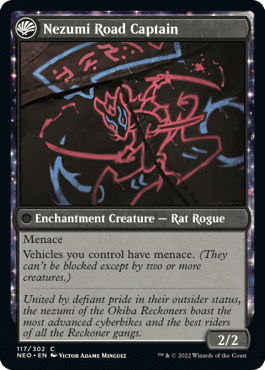 Nezumi Road Captain
Enchantment Creature — Rat Rogue
Menace
Vehicles you control have menace. (They
can't be blocked except by two or more
creatures.)
United by defiant pride in their outsider status,
the nezumi of the Okiba Reckoners boast the
most advanced cyberbikes and the best riders
of all the Reckoner gangs.
2/2
117/302 C
NEO • EN Victor Adame Minguez
™ & © 2022 Wizards of the Coast